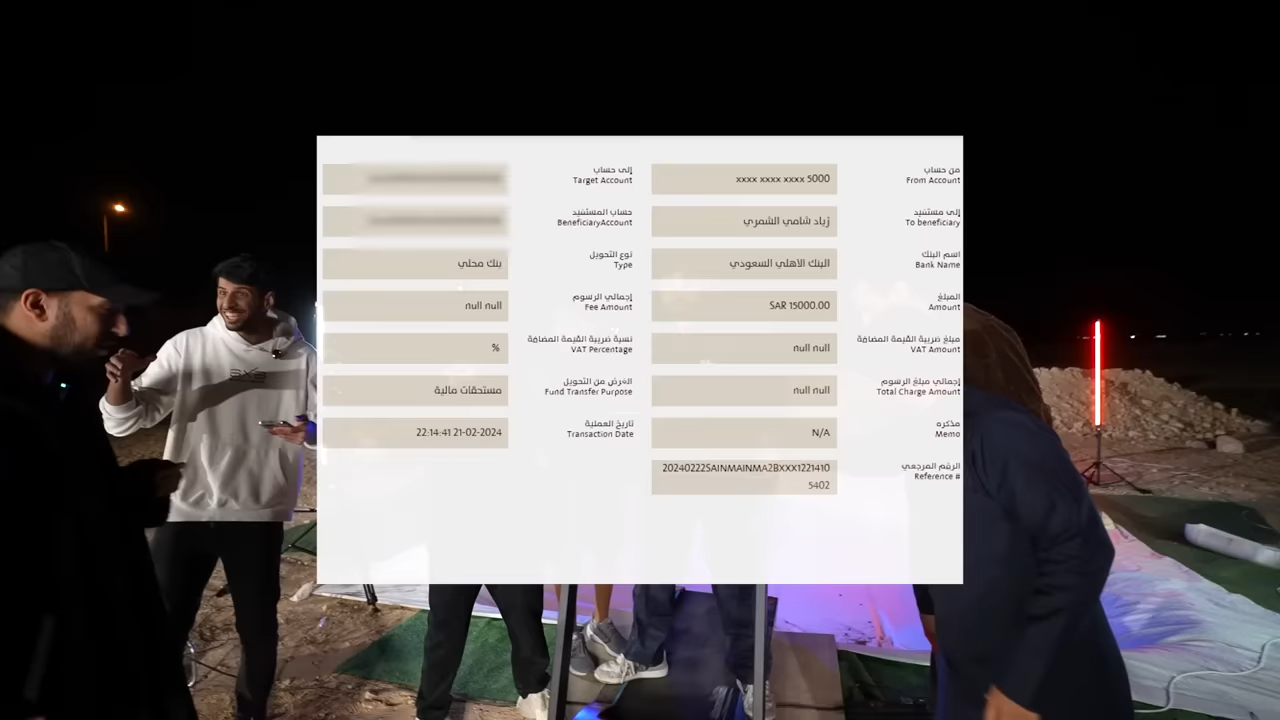 من حساب
From Account
xxxx xxxx xxxx 5000
إلى حساب
Target Account
إلى مستفيد
To beneficiary
زياد شامي الشمري
حساب المستفيد
BeneficiaryAccount
اسم البنك
Bank Name
البنك الاهلي السعودي
نوع التحويل
Type
بنك محلي
المبلغ
Amount
SAR 15000.00
إجمالي الرسوم
Fee Amount
null null
مبلغ ضريبة القيمة المضافة
VAT Amount
null null
نسبة ضريبة القيمة المضافة
VAT Percentage
%
إجمالي مبلغ الرسوم
Total Charge Amount
null null
الغرض من التحويل
Fund Transfer Purpose
مستحقات مالية
مذكره
Memo
N/A
تاريخ العملية
Transaction Date
22:14:41 21-02-2024
الرقم المرجعي
Reference #
20240222SAINMAINMA2BXXX1221410
5402